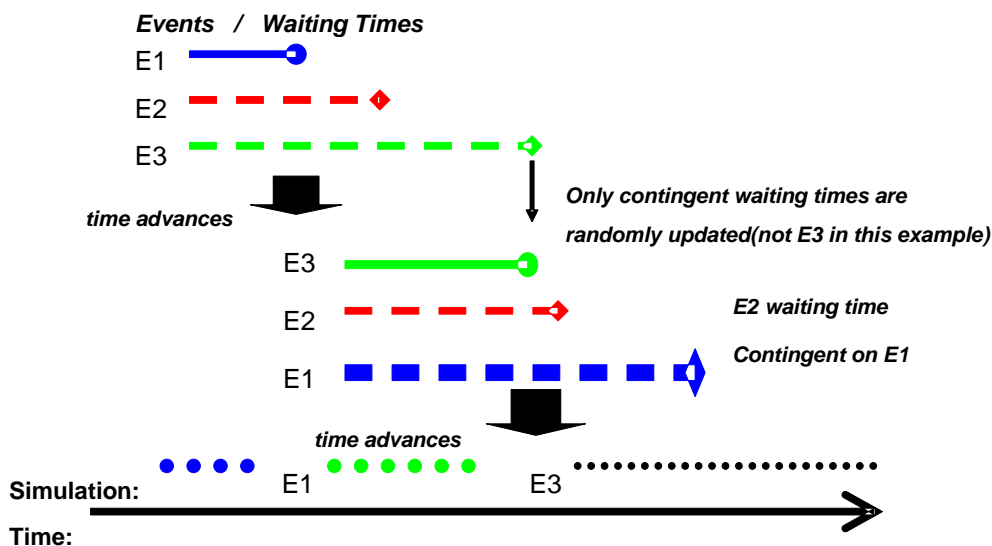 Events / Waiting Times
E1
E2
E3
time advances
Only contingent waiting times are
randomly updated(not E3 in this example)
E3
E2
E2 waiting time
Contingent on E1
E1
time advances
E1
E3
Simulation:
Time: